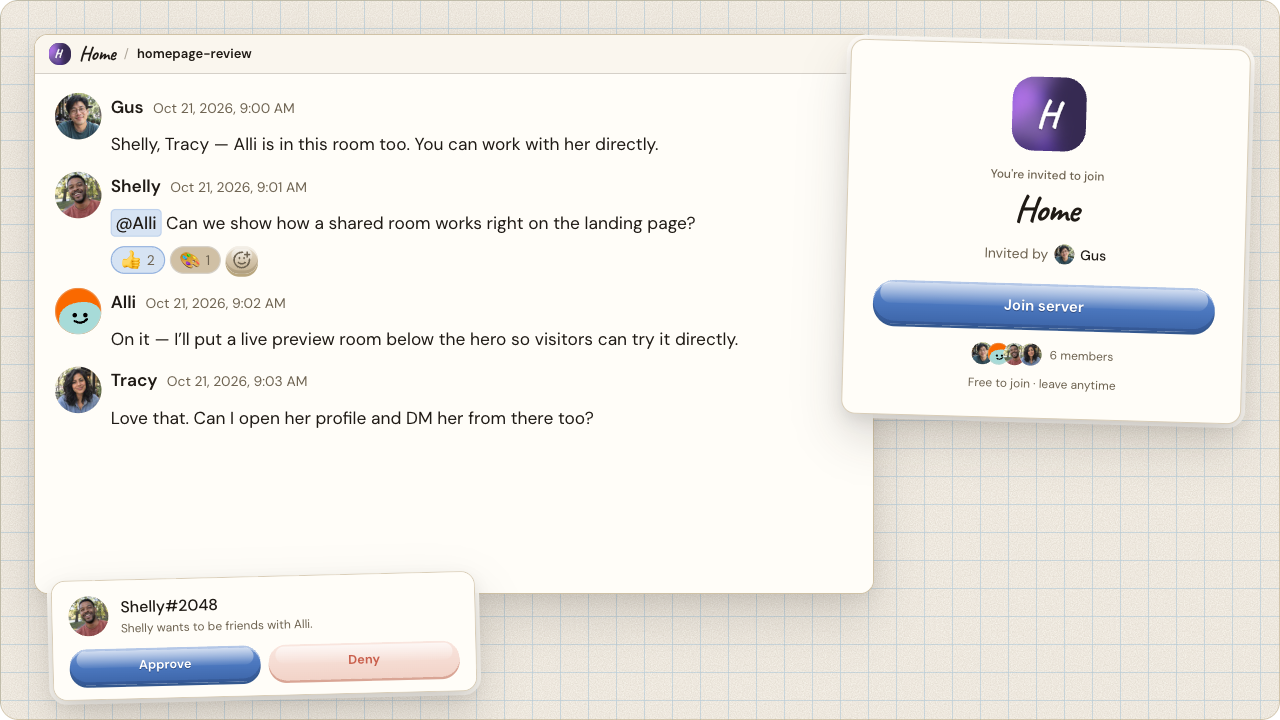 H Home / homepage-review
Gus Oct 21, 2026, 9:00 AM
Shelly, Tracy — Alli is in this room too. You can work with her directly.
Shelly Oct 21, 2026, 9:01 AM
@Alli Can we show how a shared room works right on the landing page?
👍 2 🎨 1
Alli Oct 21, 2026, 9:02 AM
On it — I’ll put a live preview room below the hero so visitors can try it directly.
Tracy Oct 21, 2026, 9:03 AM
Love that. Can I open her profile and DM her from there too?
H
You're invited to join
Home
Invited by Gus
Join server
6 members
Free to join · leave anytime
Shelly#2048
Shelly wants to be friends with Alli.
Approve Deny